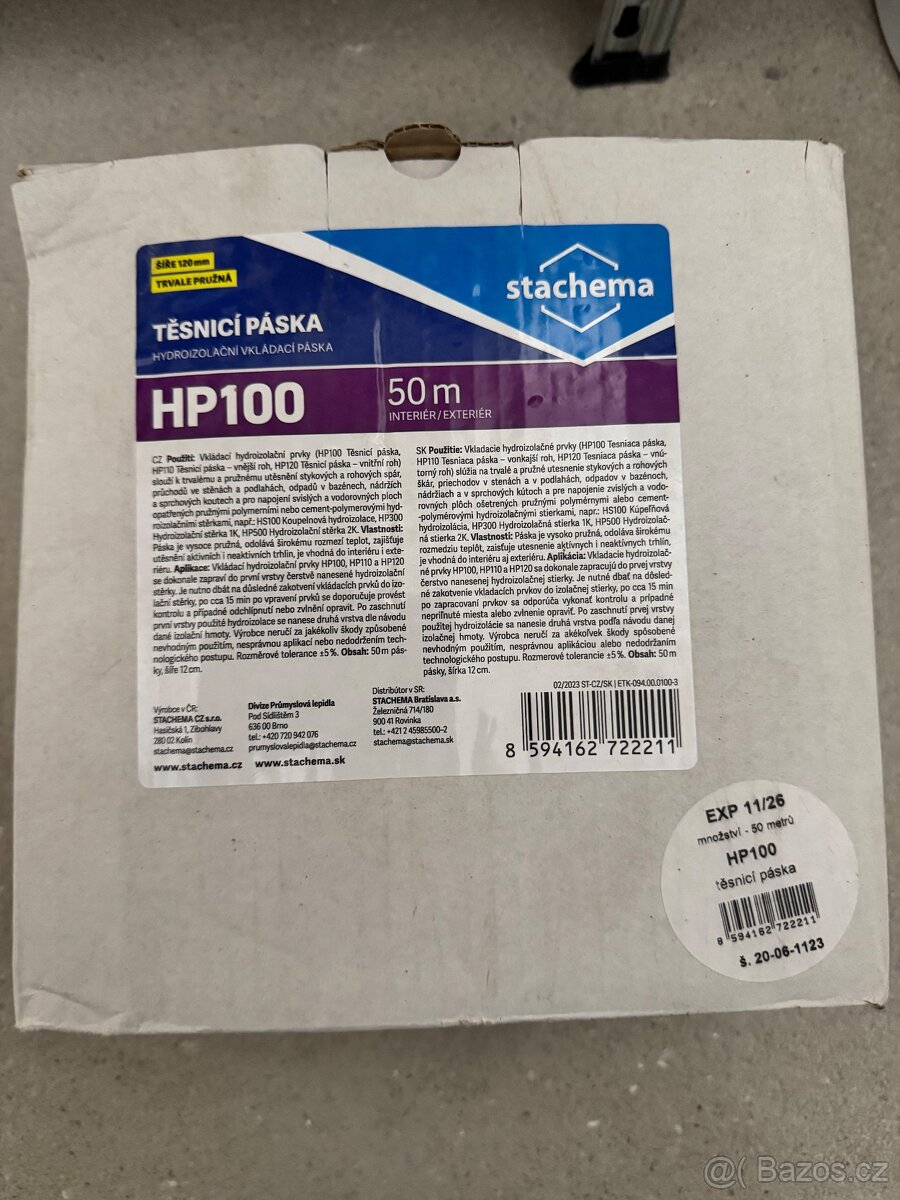 ŠÍŘE 120 mm
TRVALE PRUŽNÁ
stachema
TĚSNICÍ PÁSKA
HYDROIZOLAČNÍ VKLÁDACÍ PÁSKA
HP100
50 m
INTERIÉR / EXTERIÉR
CZ Použití: Vkládací hydroizolační prvky (HP100 Těsnicí páska,
HP110 Těsnicí páska – vnější roh, HP120 Těsnicí páska – vnitřní roh)
slouží k trvalému a pružnému utěsnění stykových a rohových spár,
průchodů ve stěnách a podlahách, odpadů v bazénech, nádržích
a sprchových koutech a pro napojení svislých a vodorovných ploch
opatřených pružnými polymerními nebo cement-polymerovými hyd-
roizolačními stěrkami, např.: HS100 Koupelnová hydroizolace, HP300
Hydroizolační stěrka 1K, HP500 Hydroizolační stěrka 2K. Vlastnosti:
Páska je vysoce pružná, odolává širokému rozmezí teplot, zajišťuje
utěsnění aktivních i neaktivních trhlin, je vhodná do interiéru i exte-
riéru. Aplikace: Vkládací hydroizolační prvky HP100, HP110 a HP120
se dokonale zapraví do první vrstvy čerstvě nanesené hydroizolační
stěrky. Je nutno dbát na důsledné zakotvení vkládacích prvků do izo-
lační stěrky, po cca 15 min po vpravení prvků se doporučuje provést
kontrolu a případné odchlípnutí nebo zvlnění opravit. Po zaschnutí
první vrstvy použité hydroizolace se nanese druhá vrstva dle návodu
dané izolační hmoty. Výrobce neručí za jakékoliv škody způsobené
nevhodným použitím, nesprávnou aplikací nebo nedodržením tech-
nologického postupu. Rozměrové tolerance ±5 %. Obsah: 50 m pás-
ky, šíře 12 cm.
SK Použitie: Vkladacie hydroizolačné prvky (HP100 Tesniaca páska,
HP110 Tesniaca páska – vonkajší roh, HP120 Tesniaca páska – vnú-
torný roh) slúžia na trvalé a pružné utesnenie stykových a rohových
škár, priechodov v stenách a v podlahách, odpadov v bazénoch,
nádržiach a v sprchových kútoch a pre napojenie zvislých a vodo-
rovných plôch ošetrených pružnými polymérnymi alebo cement-
-polymérovými hydroizolačnými stierkami, napr.: HS100 Kúpeľňová
hydroizolácia, HP300 Hydroizolačná stierka 1K, HP500 Hydroizolač-
ná stierka 2K. Vlastnosti: Páska je vysoko pružná, odoláva širokému
rozmedziu teplôt, zaisťuje utesnenie aktívnych i neaktívnych trhlín,
je vhodná do interiéru aj exteriéru. Aplikácia: Vkladacie hydroizolač-
né prvky HP100, HP110 a HP120 sa dokonale zapracujú do prvej vrstvy
čerstvo nanesenej hydroizolačnej stierky. Je nutné dbať na dôsled-
né zakotvenie vkladacích prvkov do izolačnej stierky, po cca 15 min
po zapracovaní prvkov sa odporúča vykonať kontrolu a prípadné
nepriľnuté miesta alebo zvlnenie opraviť. Po zaschnutí prvej vrstvy
použitej hydroizolácie sa nanesie druhá vrstva podľa návodu danej
izolačnej hmoty. Výrobca neručí za akékoľvek škody spôsobené
nevhodným použitím, nesprávnou aplikáciou alebo nedodržaním
technologického postupu. Rozmerové tolerancie ±5 %. Obsah: 50 m
pásky, šírka 12 cm.
Výrobce v ČR:
STACHEMA CZ s.r.o.
Hasičská 1, Zibohlavy
280 02 Kolín
stachema@stachema.cz
Divize Průmyslová lepidla
Pod Sídlištěm 3
636 00 Brno
tel.: +420 720 942 076
prumyslovalepidla@stachema.cz
Distribútor v SR:
STACHEMA Bratislava a.s.
Železničná 714/180
900 41 Rovinka
tel.: +421 2 45985500-2
stachema@stachema.sk
www.stachema.cz www.stachema.sk
02/2023 ST-CZ/SK | ETK-094.00.0100-3
8 594162 722211
EXP 11/26
množství - 50 metrů
HP100
těsnicí páska
8 594162 722211
š. 20-06-1123
@( Bazos.cz